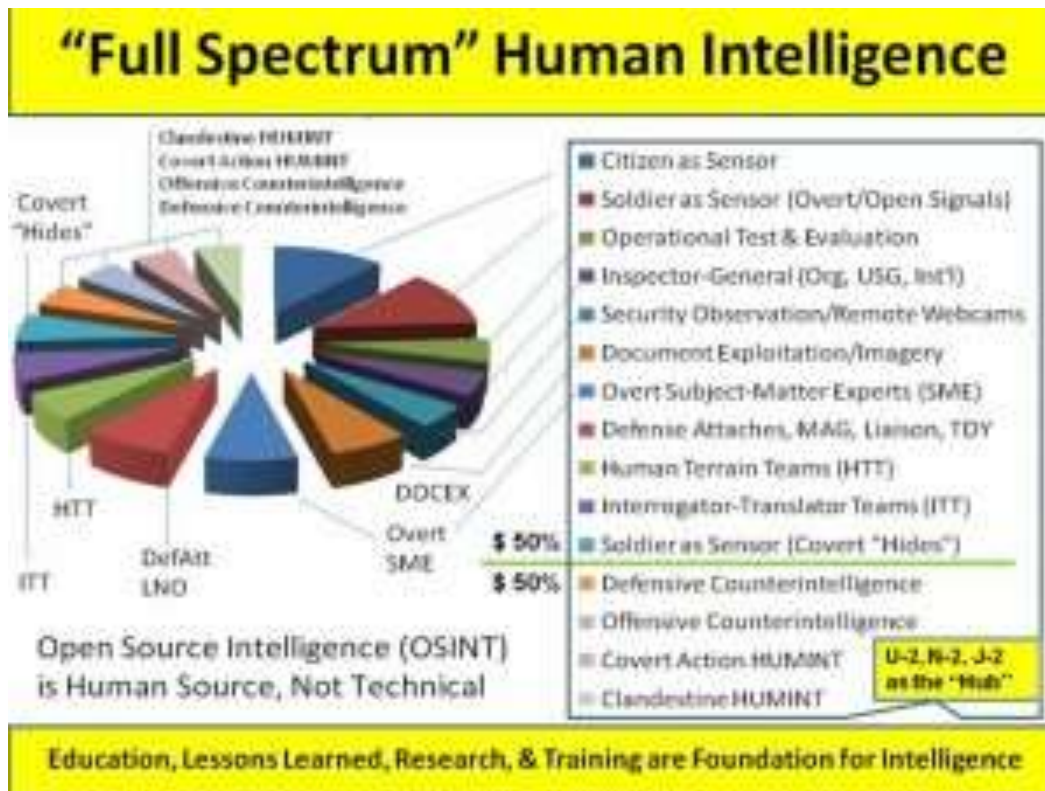 “Full Spectrum” Human Intelligence
Clandestine HUMINT
Covert Action HUMINT
Offensive Counterintelligence
Defensive Counterintelligence
Covert
"Hides"
HTT
ITT
DefAtt
LNO
Overt
SME
DOCEX
Citizen as Sensor
Soldier as Sensor (Overt/Open Signals)
Operational Test & Evaluation
Inspector-General (Org, USG, Int'l)
Security Observation/Remote Webcams
Document Exploitation/Imagery
Overt Subject-Matter Experts (SME)
Defense Attaches, MAG, Liaison, TDY
Human Terrain Teams (HTT)
Interrogator-Translator Teams (ITT)
$ 50% Soldier as Sensor (Covert "Hides")
$ 50% Defensive Counterintelligence
Offensive Counterintelligence
Covert Action HUMINT
Clandestine HUMINT
U-2, N-2, J-2
as the "Hub"
Open Source Intelligence (OSINT)
is Human Source, Not Technical
Education, Lessons Learned, Research, & Training are Foundation for Intelligence